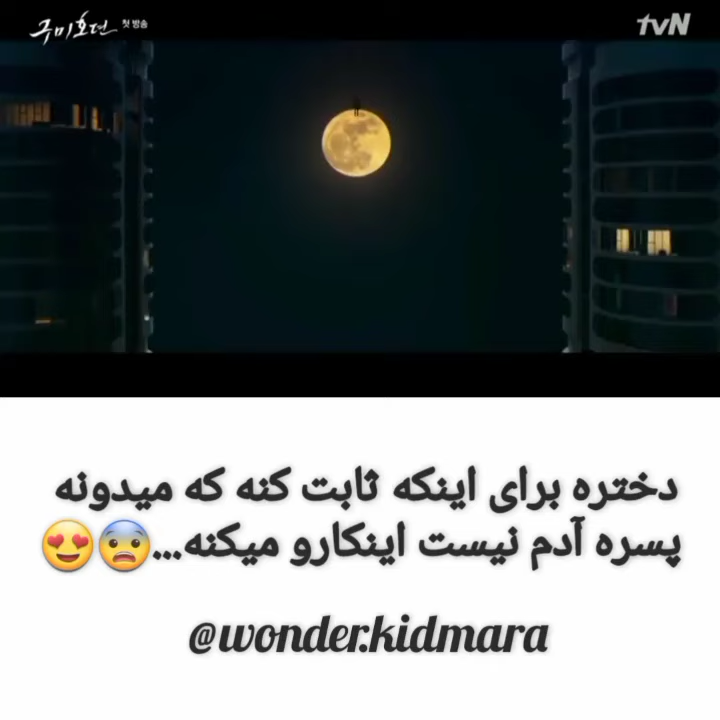 구미호뎐 첫 방송
tvN
دختره برای اینکه ثابت کنه که میدونه
پسره آدم نیست اینکارو میکنه...😨😍
@wonder.kidmara